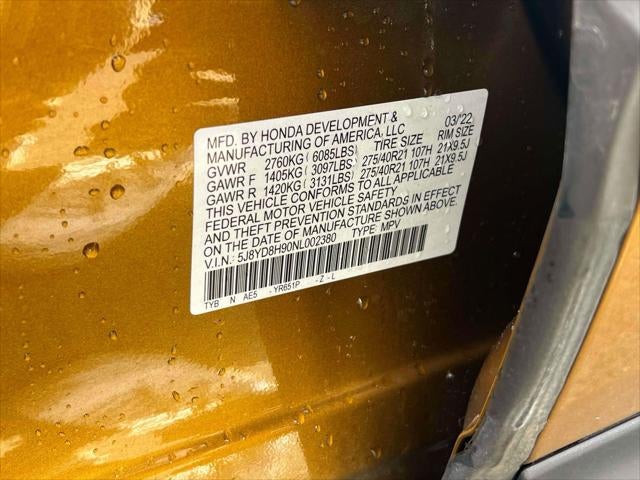 MFD. BY HONDA DEVELOPMENT & 03/22
MANUFACTURING OF AMERICA, LLC
TIRE SIZE RIM SIZE
GVWR 2760KG (6085LBS)
GAWR F 1405KG (3097LBS) 275/40R21 107H 21X9.5J
GAWR R 1420KG (3131LBS) 275/40R21 107H 21X9.5J
THIS VEHICLE CONFORMS TO ALL APPLICABLE
FEDERAL MOTOR VEHICLE SAFETY
AND THEFT PREVENTION STANDARDS IN EFFECT
ON THE DATE OF MANUFACTURE SHOWN ABOVE.
V.I.N.: 5J8YD8H90NL002380 TYPE: MPV
TYB N AE5 - YR651P - Z - L